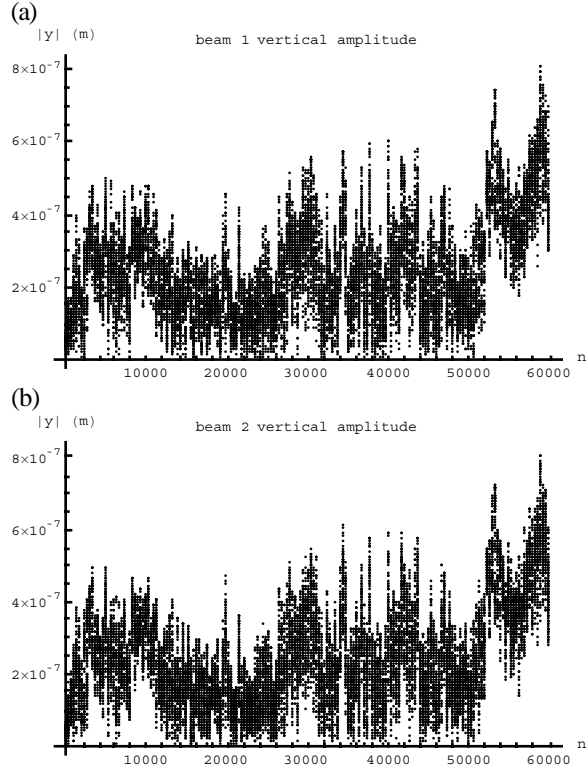 (a)
|y| (m)
beam 1 vertical amplitude
8×10⁻⁷
6×10⁻⁷
4×10⁻⁷
2×10⁻⁷
n
10000 20000 30000 40000 50000 60000
(b)
|y| (m)
beam 2 vertical amplitude
8×10⁻⁷
6×10⁻⁷
4×10⁻⁷
2×10⁻⁷
n
10000 20000 30000 40000 50000 60000